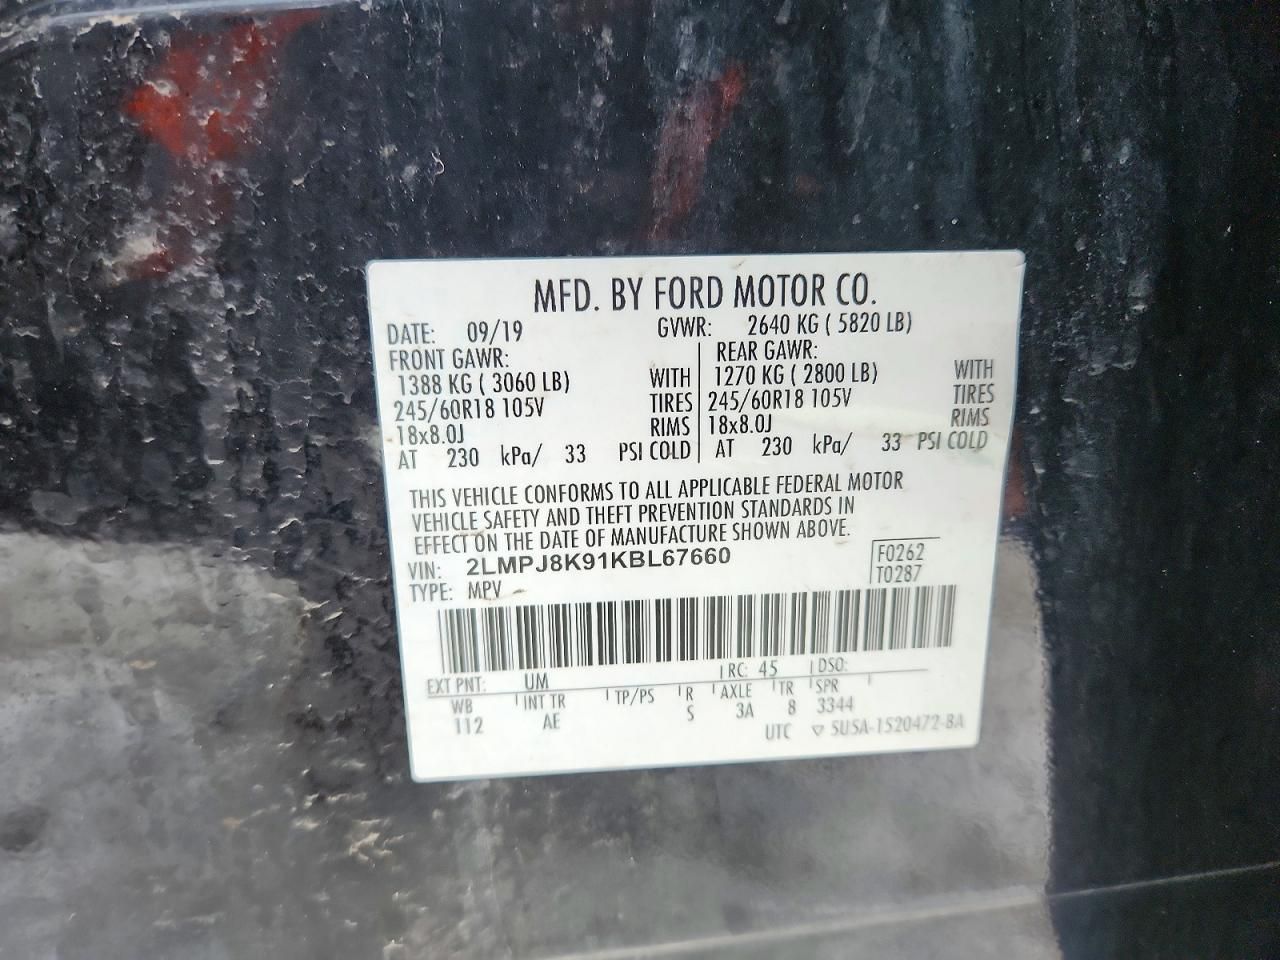 MFD. BY FORD MOTOR CO.
DATE: 09/19 GVWR: 2640 KG ( 5820 LB)
FRONT GAWR: REAR GAWR:
1388 KG ( 3060 LB) WITH 1270 KG ( 2800 LB) WITH
245/60R18 105V TIRES 245/60R18 105V TIRES
18x8.0J RIMS 18x8.0J RIMS
AT 230 kPa/ 33 PSI COLD AT 230 kPa/ 33 PSI COLD
THIS VEHICLE CONFORMS TO ALL APPLICABLE FEDERAL MOTOR
VEHICLE SAFETY AND THEFT PREVENTION STANDARDS IN
EFFECT ON THE DATE OF MANUFACTURE SHOWN ABOVE.
VIN: 2LMPJ8K91KBL67660 F0262
TYPE: MPV T0287
EXT PNT: UM RC: 45 DSO:
WB INT TR TP/PS R AXLE TR SPR
112 AE S 3A 8 3344
UTC ▽ 5U5A-1520472-BA